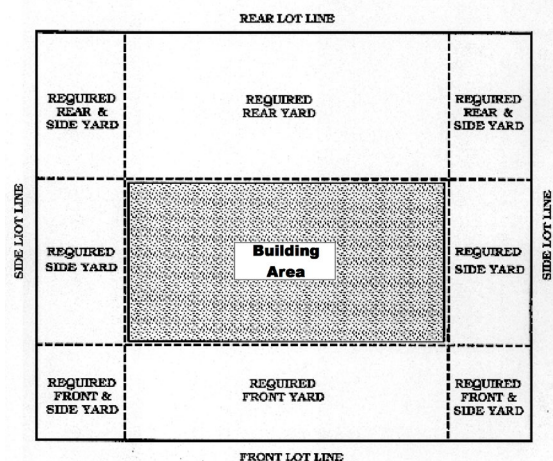 REAR LOT LINE
REQUIRED
REAR &
SIDE YARD
REQUIRED
REAR YARD
REQUIRED
REAR &
SIDE YARD
SIDE LIOT LINE
REQUIRED
SIDE YARD
Building
Area
REQUIRED
SIDE YARD
SIDE LOT LINE
REQUIRED
FRONT &
SIDE YARD
REQUIRED
FRONT YARD
REQUIRED
FRONT &
SIDE YARD
FRONT LOT LINE